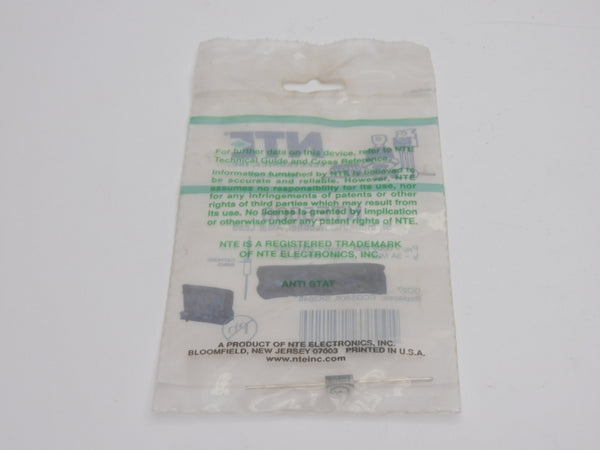 For further data on this device, refer to NTE
Technical Guide and Cross Reference.
Information furnished by NTE is believed to
be accurate and reliable. However, NTE
assumes no responsibility for its use, nor
for any infringements of patents or other
rights of third parties which may result from
its use. No license is granted by implication
or otherwise under any patent rights of NTE.
NTE IS A REGISTERED TRADEMARK
OF NTE ELECTRONICS, INC.
ANTI STAT
A PRODUCT OF NTE ELECTRONICS, INC.
BLOOMFIELD, NEW JERSEY 07003 PRINTED IN U.S.A.
www.nteinc.com